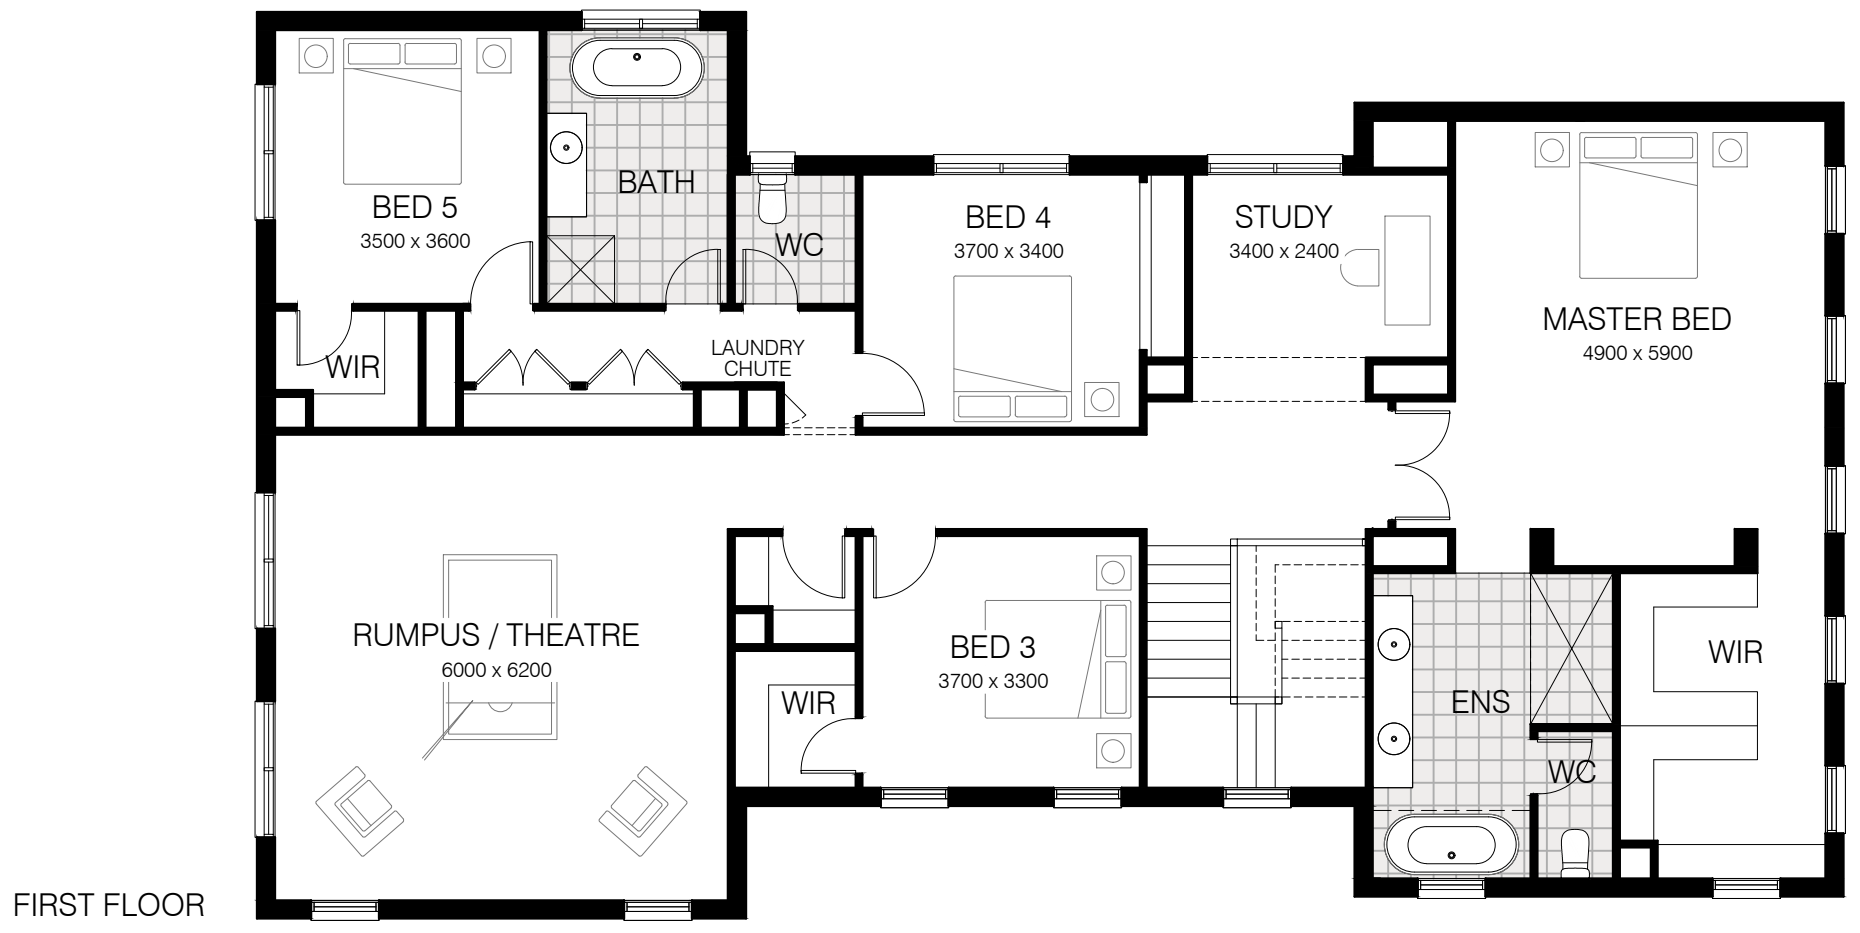 BED 5
3500 x 3600
BATH
WC
BED 4
3700 x 3400
STUDY
3400 x 2400
MASTER BED
4900 x 5900
WIR
LAUNDRY
CHUTE
RUMPUS / THEATRE
6000 x 6200
WIR
BED 3
3700 x 3300
ENS
WIR
WC
FIRST FLOOR